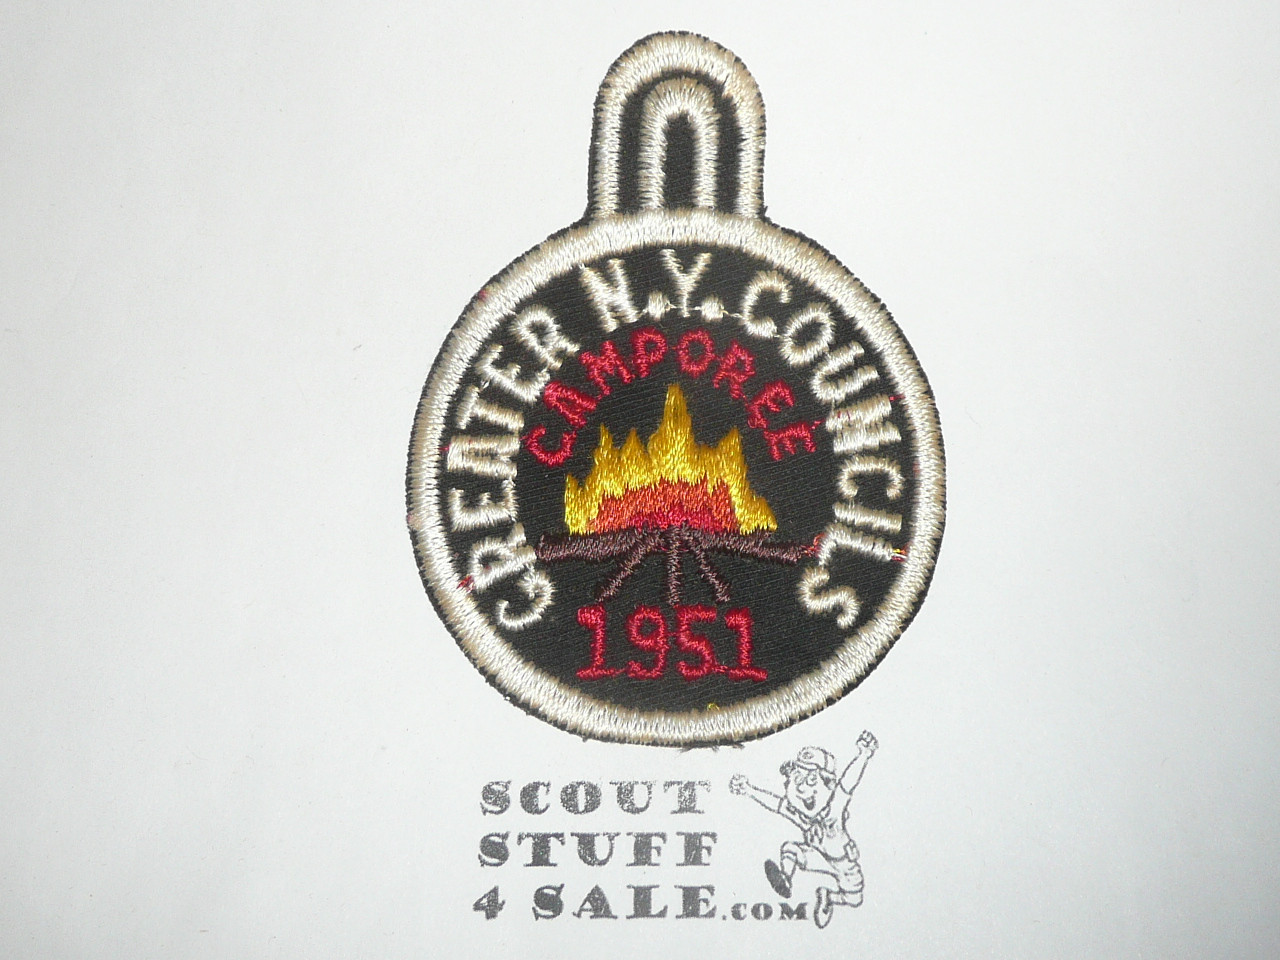 GREATER N.Y. COUNCILS
CAMPOREE
1951
SCOUT
STUFF
4 SALE.COM